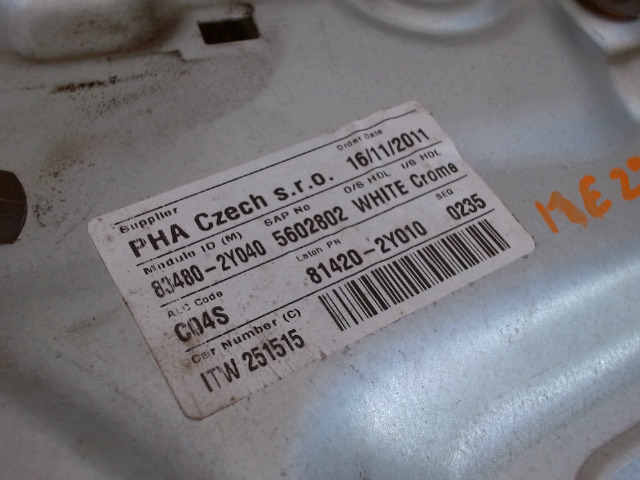 Supplier Order Date
PHA Czech s.r.o. 16/11/2011
Module ID (M) SAP No O/S HDL I/S HDL
83480-2Y040 5602802 WHITE Crome
ALC Code Latch PN SEQ
C04S 81420-2Y010 0235
Car Number (C)
ITW 251515